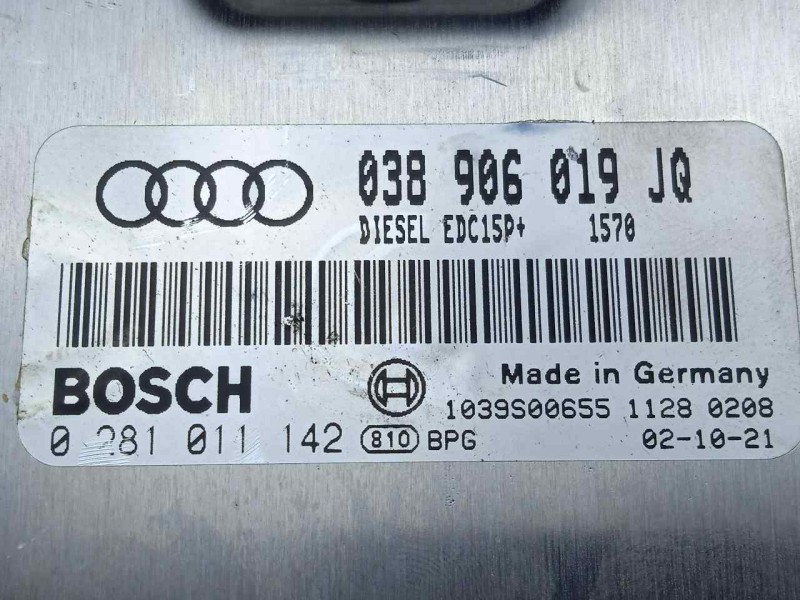 038 906 019 JQ
DIESEL EDC15P+ 1570
BOSCH
Made in Germany
1039S00655 1128 0208
0 281 011 142 810 BPG 02-10-21